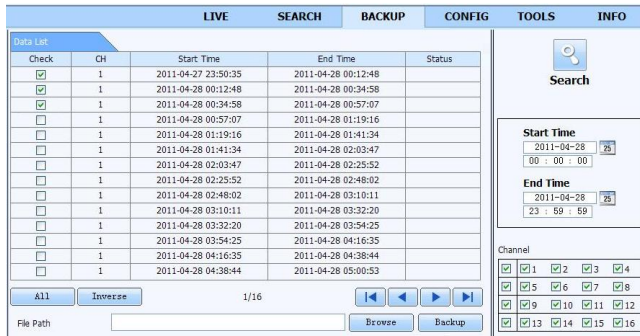 LIVE SEARCH BACKUP CONFIG TOOLS INFO
Data List
Check CH Start Time End Time Status
1 2011-04-27 23:50:35 2011-04-28 00:12:48
1 2011-04-28 00:12:48 2011-04-28 00:34:58
1 2011-04-28 00:34:58 2011-04-28 00:57:07
1 2011-04-28 00:57:07 2011-04-28 01:19:16
1 2011-04-28 01:19:16 2011-04-28 01:41:34
1 2011-04-28 01:41:34 2011-04-28 02:03:47
1 2011-04-28 02:03:47 2011-04-28 02:25:52
1 2011-04-28 02:25:52 2011-04-28 02:48:02
1 2011-04-28 02:48:02 2011-04-28 03:10:11
1 2011-04-28 03:10:11 2011-04-28 03:32:20
1 2011-04-28 03:32:20 2011-04-28 03:54:25
1 2011-04-28 03:54:25 2011-04-28 04:16:35
1 2011-04-28 04:16:35 2011-04-28 04:38:44
1 2011-04-28 04:38:44 2011-04-28 05:00:53
All Inverse 1/16
File Path Browse Backup
Search
Start Time
2011-04-28 25
00 : 00 : 00
End Time
2011-04-28 25
23 : 59 : 59
Channel
1 2 3 4
5 6 7 8
9 10 11 12
13 14 15 16